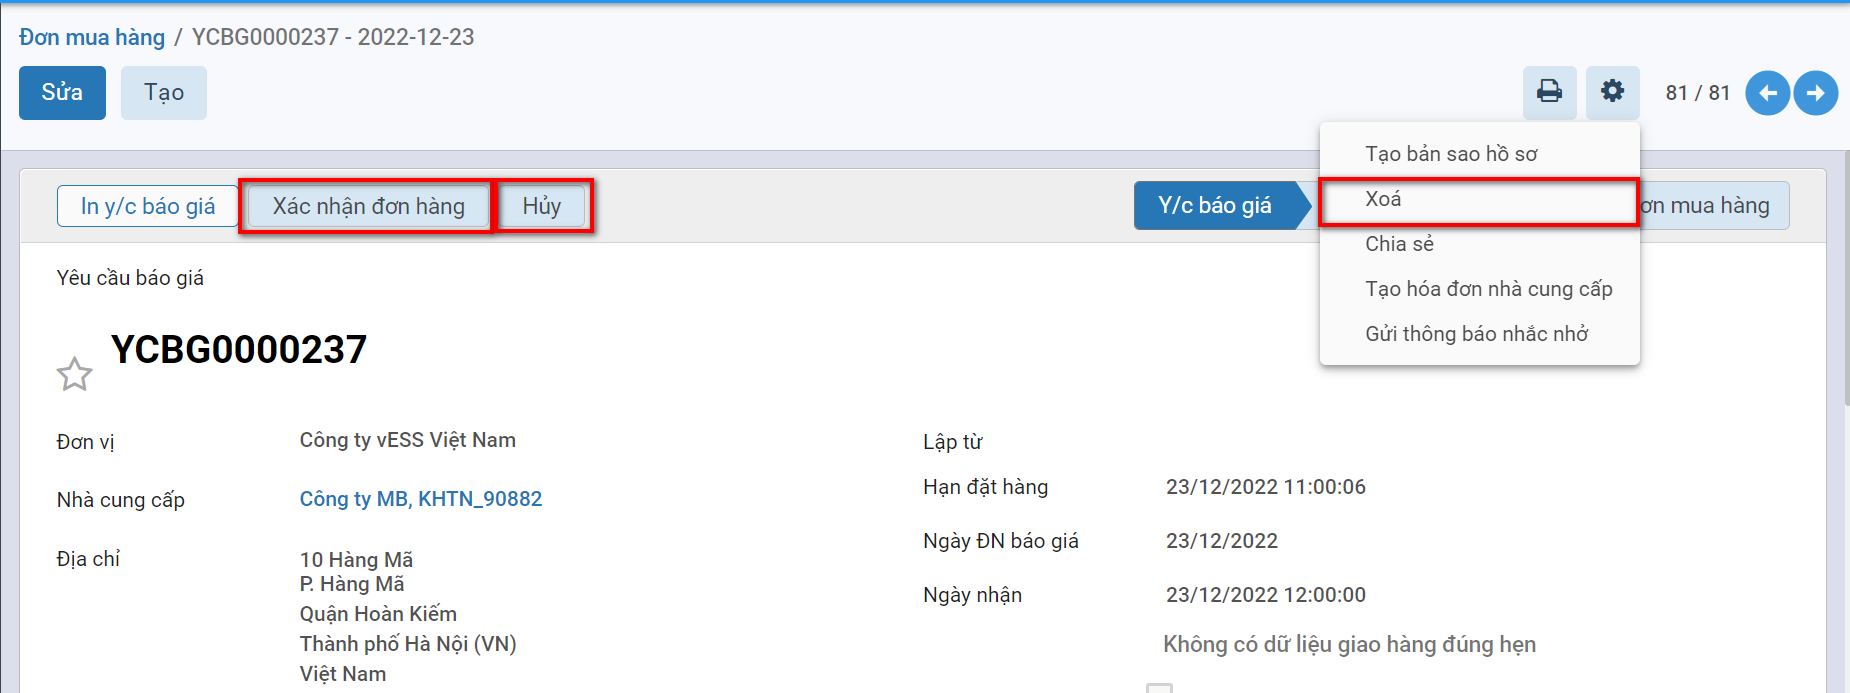 Đơn mua hàng / YCBG0000237 - 2022-12-23
Sửa
Tạo
81 / 81
Tạo bản sao hồ sơ
Xoá
Chia sẻ
Tạo hóa đơn nhà cung cấp
Gửi thông báo nhắc nhở
In y/c báo giá
Xác nhận đơn hàng
Hủy
Y/c báo giá
ơn mua hàng
Yêu cầu báo giá
YCBG0000237
Đơn vị
Công ty vESS Việt Nam
Nhà cung cấp
Công ty MB, KHTN_90882
Địa chỉ
10 Hàng Mã
P. Hàng Mã
Quận Hoàn Kiếm
Thành phố Hà Nội (VN)
Việt Nam
Lập từ
Hạn đặt hàng
23/12/2022 11:00:06
Ngày ĐN báo giá
23/12/2022
Ngày nhận
23/12/2022 12:00:00
Không có dữ liệu giao hàng đúng hẹn